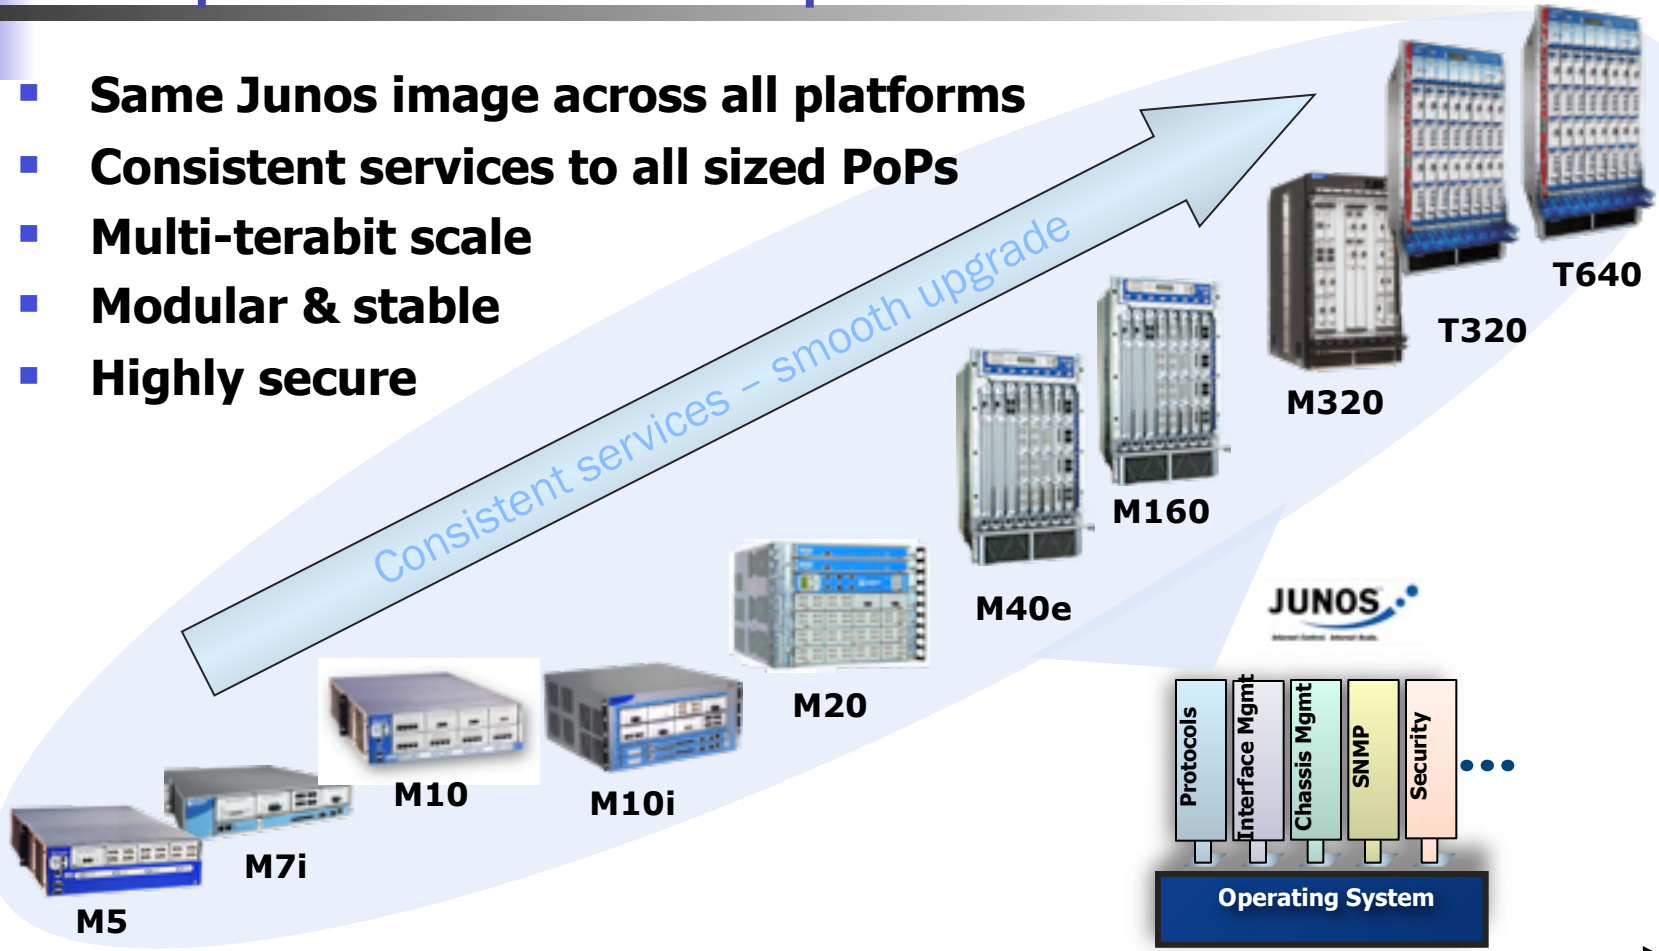 Same Junos image across all platforms
Consistent services to all sized PoPs
Multi-terabit scale
Modular & stable
Highly secure
Consistent services – smooth upgrade
T640
T320
M320
M160
M40e
M20
M10i
M10
M7i
M5
JUNOS
Protocols
Interface Mgmt
Chassis Mgmt
SNMP
Security
Operating System